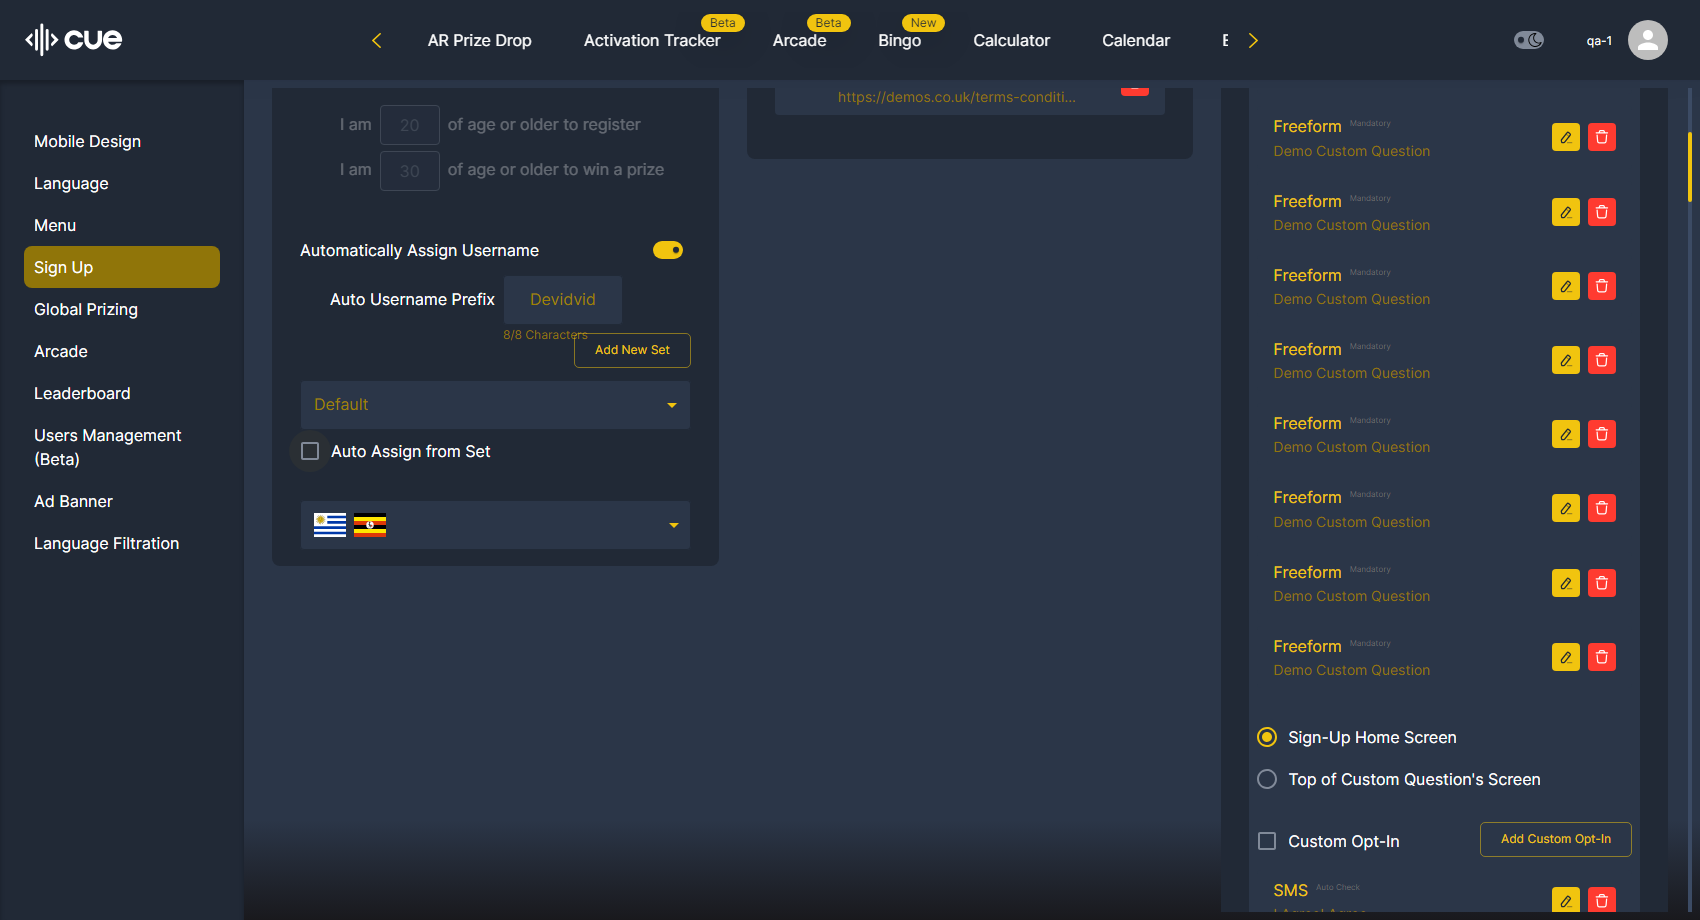 cue
AR Prize Drop
Activation Tracker
Beta
Arcade
Beta
Bingo
New
Calculator
Calendar
qa-1
Mobile Design
Language
Menu
Sign Up
Global Prizing
Arcade
Leaderboard
Users Management
(Beta)
Ad Banner
Language Filtration
I am 20 of age or older to register
I am 30 of age or older to win a prize
Automatically Assign Username
Auto Username Prefix Devidvid
8/8 Characters
Add New Set
Default
Auto Assign from Set
https://demos.co.uk/terms-conditi...
Freeform Mandatory
Demo Custom Question
Freeform Mandatory
Demo Custom Question
Freeform Mandatory
Demo Custom Question
Freeform Mandatory
Demo Custom Question
Freeform Mandatory
Demo Custom Question
Freeform Mandatory
Demo Custom Question
Freeform Mandatory
Demo Custom Question
Freeform Mandatory
Demo Custom Question
Sign-Up Home Screen
Top of Custom Question's Screen
Custom Opt-In
Add Custom Opt-In
SMS Auto Check